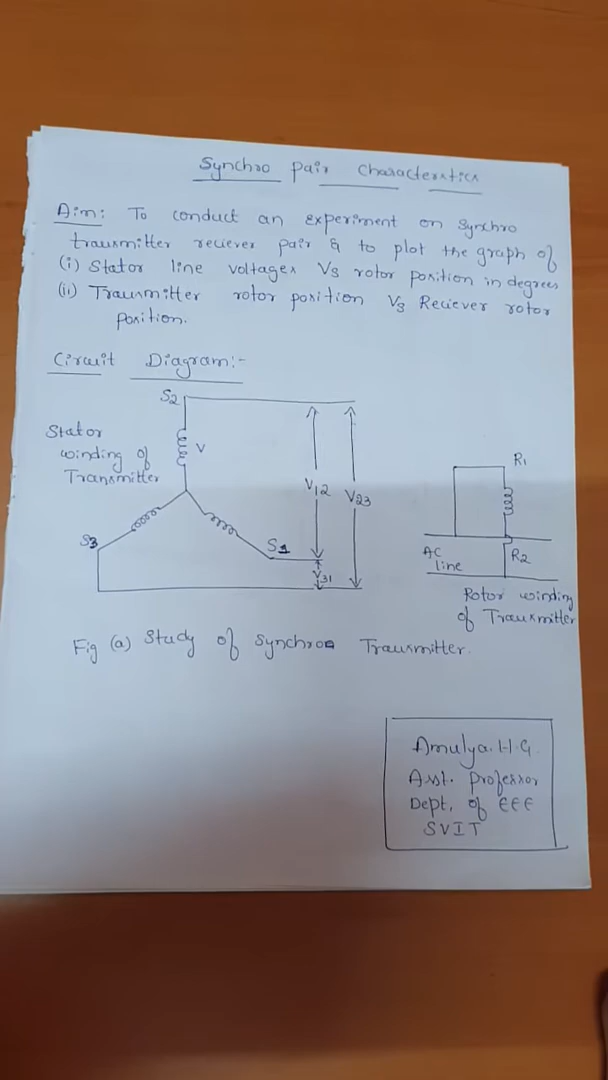 Synchro pair Characteristics
Aim: To conduct an experiment on Synchro
transmitter reciever pair & to plot the graph of
(i) Stator line voltages Vs rotor position in degrees
(ii) Transmitter rotor position Vs Reciever rotor
position.
Circuit Diagram:-
S2
Stator
winding of
Transmitter
V
V12
V23
S3
S1
V31
R1
AC
line
R2
Rotor winding
of Transmitter
Fig (a) Study of Synchro Transmitter.
Amulya.H.G.
Asst. professor
Dept. of EEE
SVIT